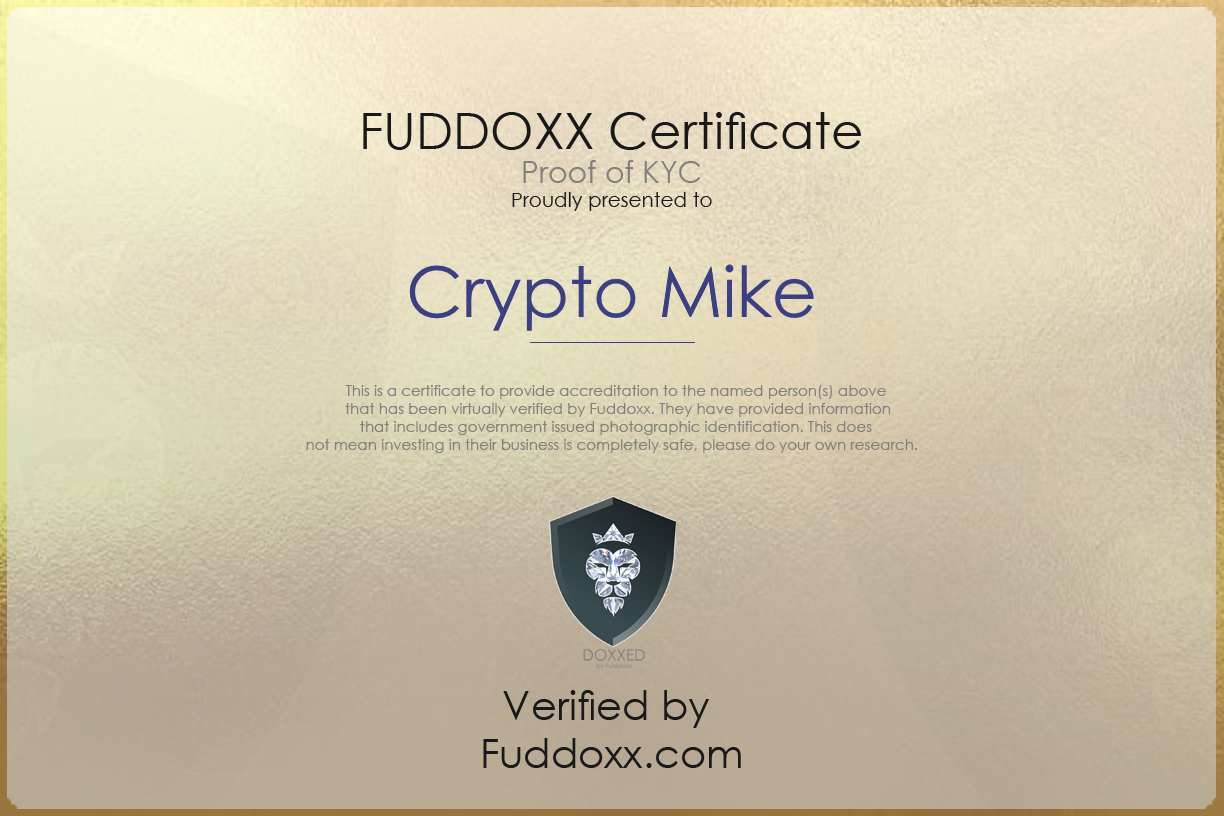 FUDDOXX Certificate
Proof of KYC
Proudly presented to
Crypto Mike
This is a certificate to provide accreditation to the named person(s) above
that has been virtually verified by Fuddoxx. They have provided information
that includes government issued photographic identification. This does
not mean investing in their business is completely safe, please do your own research.
DOXXED
by Fuddoxx
Verified by
Fuddoxx.com